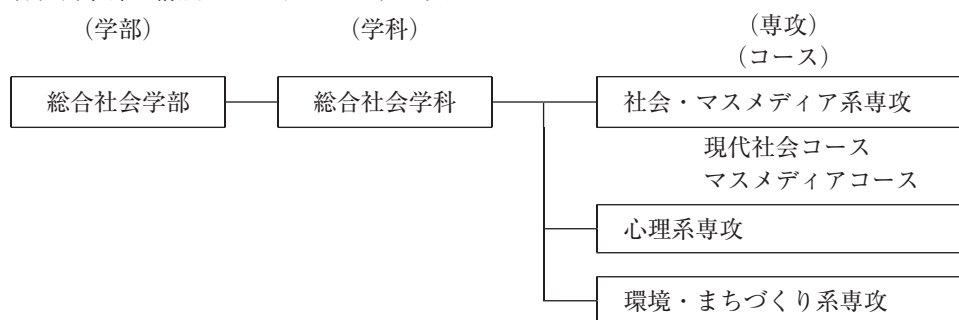 （学部）
（学科）
（専攻）
（コース）
総合社会学部
総合社会学科
社会・マスメディア系専攻
現代社会コース
マスメディアコース
心理系専攻
環境・まちづくり系専攻